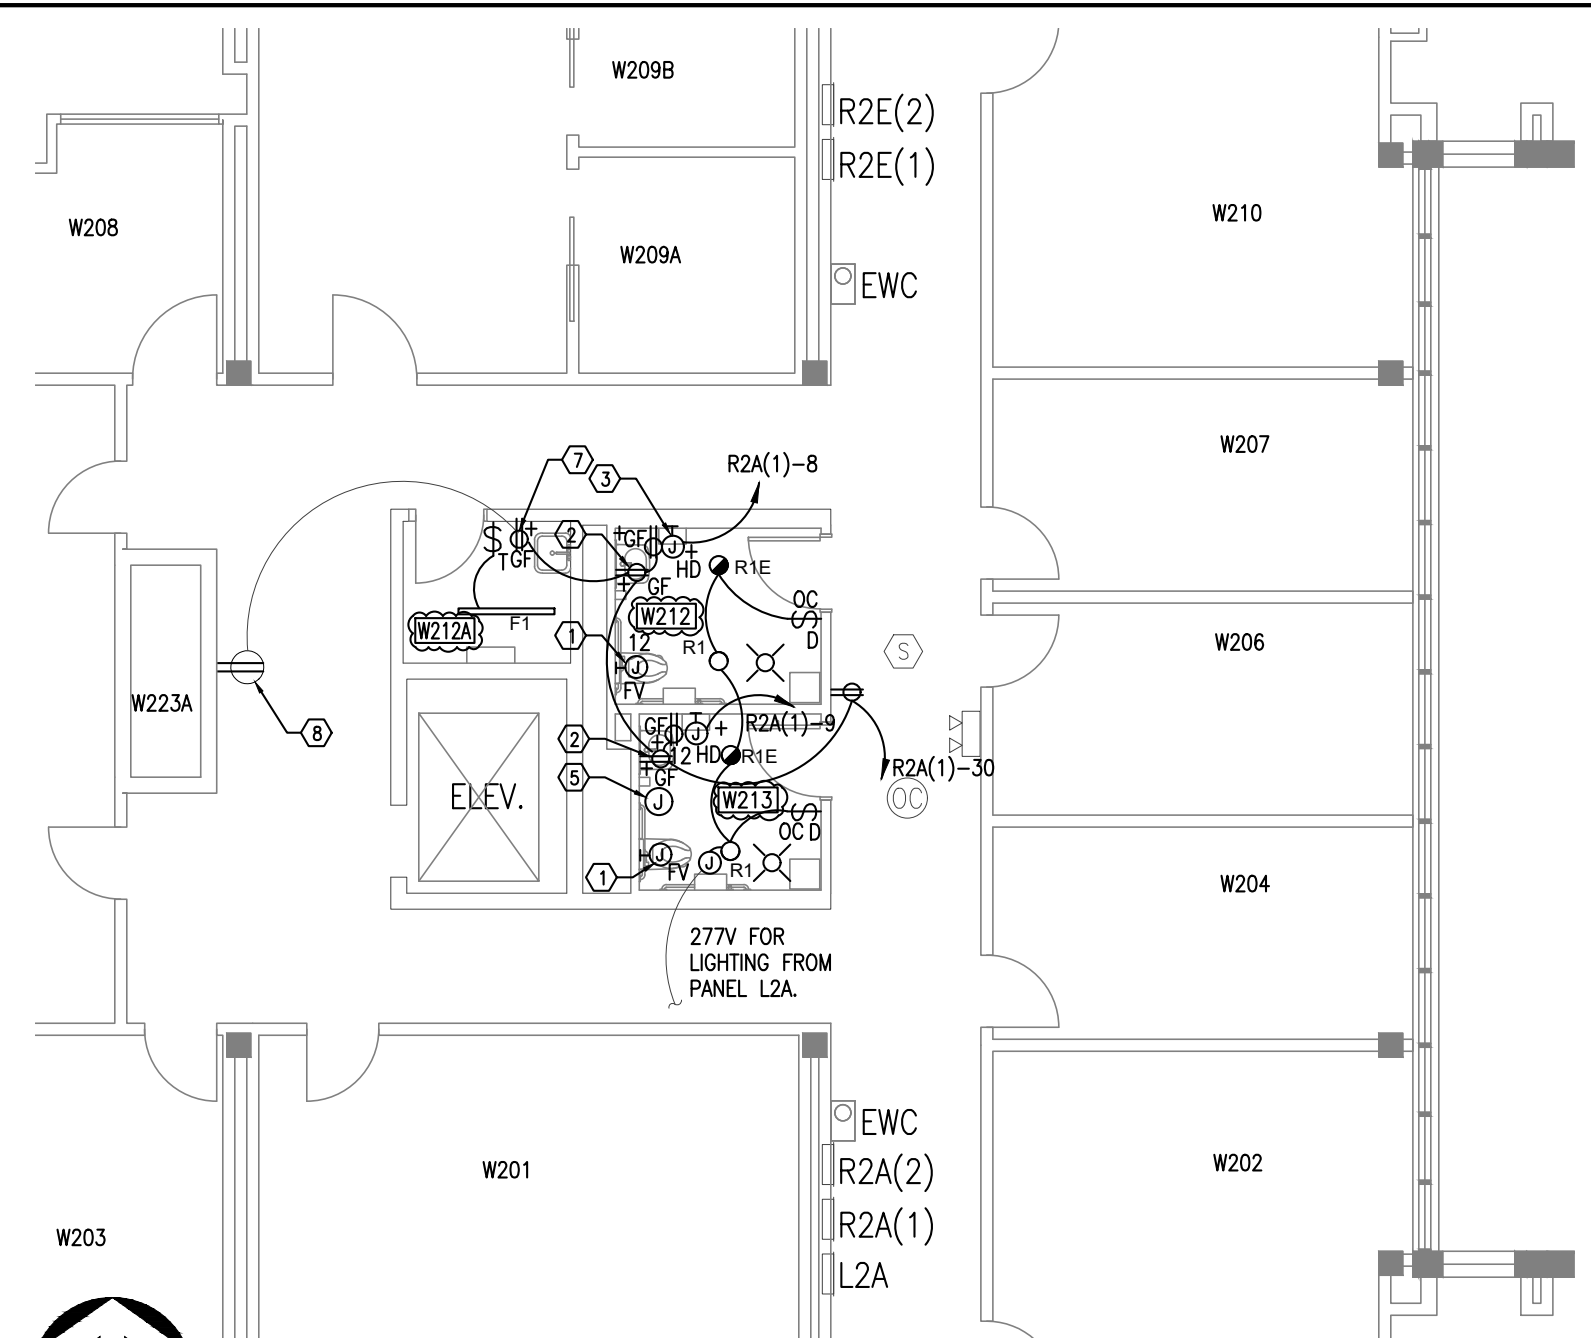 W209B
R2E(2)
R2E(1)
W208
W210
W209A
EWC
W207
7
3
R2A(1)-8
2
$
T
GF
GF
J
HD
R1E
GF
OC
W212
D
W212A
F1
1
12
R1
W206
S
J
FV
W223A
8
R2A(1)-9
2
GF
J
12
HD
R1E
R2A(1)-30
5
GF
J
W213
OC
ELEV.
OC
D
J
J
R1
1
FV
W204
277V FOR
LIGHTING FROM
PANEL L2A.
EWC
W201
R2A(2)
W202
R2A(1)
W203
L2A